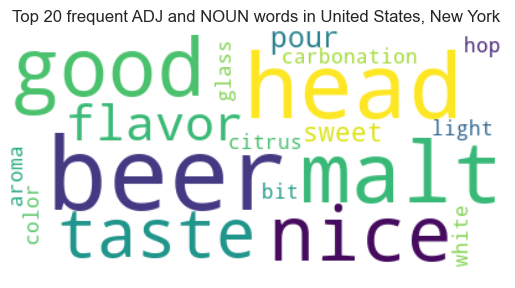 Top 20 frequent ADJ and NOUN words in United States, New York
good
glass
pour
carbonation
hop
head
flavor
citrus
sweet
light
aroma
color
beer
bit
malt
taste
nice
white